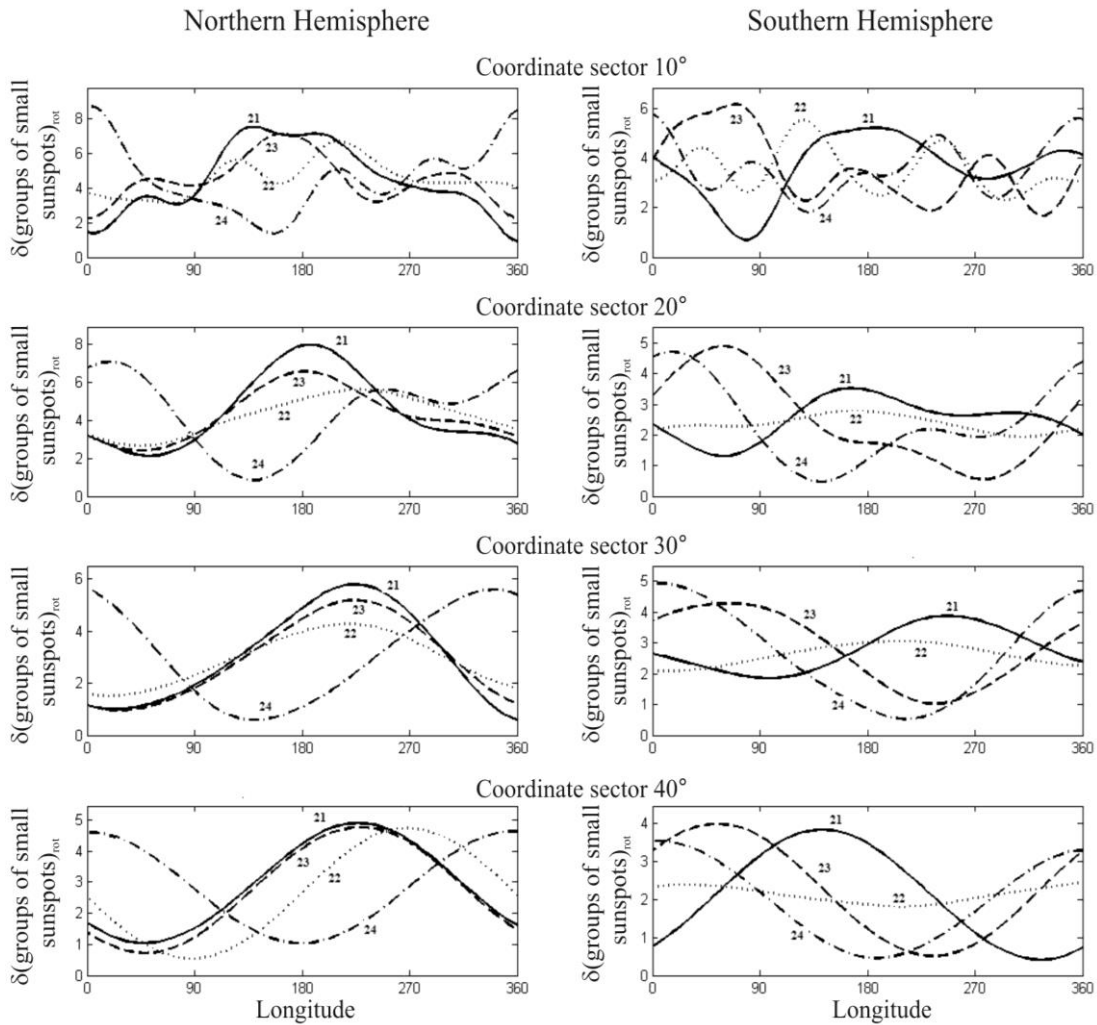 Northern Hemisphere
Southern Hemisphere
Coordinate sector 10°
δ(groups of small
sunspots)rot
8
6
4
2
0
0 90 180 270 360
21
23
22
24
δ(groups of small
sunspots)rot
6
4
2
0
0 90 180 270 360
23
22
21
24
Coordinate sector 20°
δ(groups of small
sunspots)rot
8
6
4
2
0
0 90 180 270 360
21
23
22
24
δ(groups of small
sunspots)rot
5
4
3
2
1
0
0 90 180 270 360
23
21
22
24
Coordinate sector 30°
δ(groups of small
sunspots)rot
6
4
2
0
0 90 180 270 360
21
23
22
24
δ(groups of small
sunspots)rot
5
4
3
2
1
0
0 90 180 270 360
21
23
22
24
Coordinate sector 40°
δ(groups of small
sunspots)rot
5
4
3
2
1
0
0 90 180 270 360
21
23
22
24
Longitude
δ(groups of small
sunspots)rot
4
3
2
1
0
0 90 180 270 360
21
23
22
24
Longitude